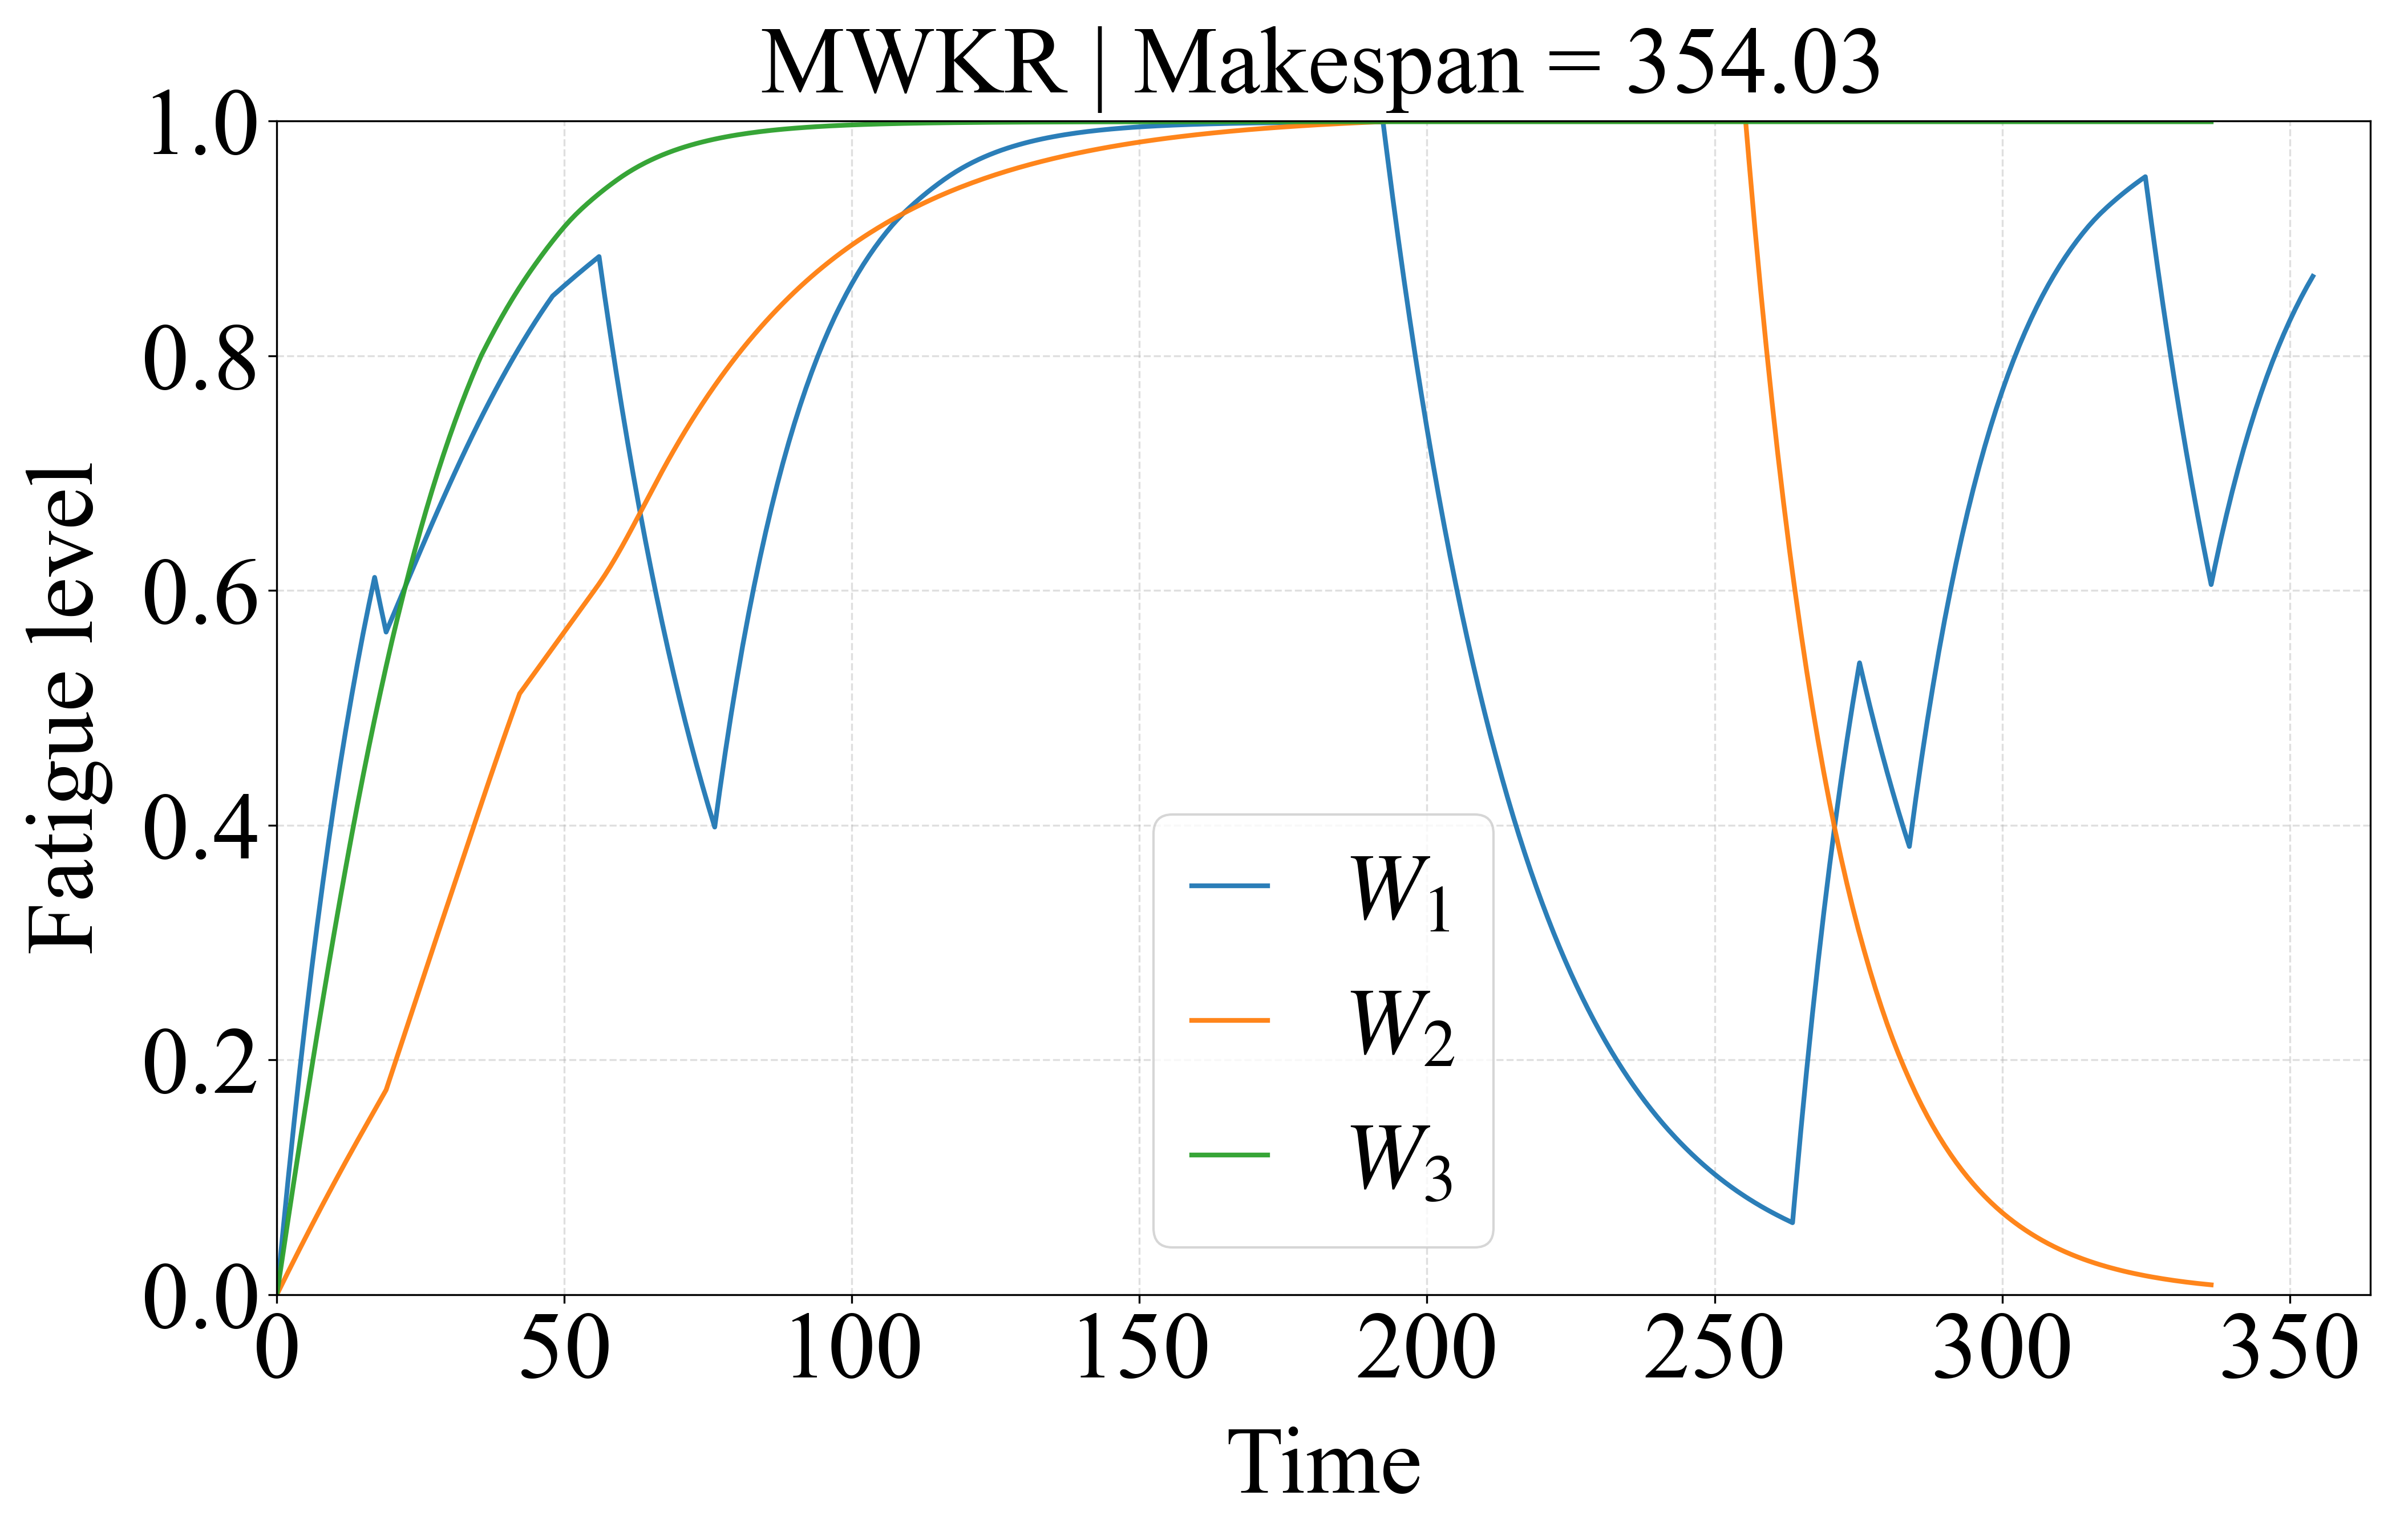 MWKR | Makespan = 354.03
Fatigue level
1.0
0.8
0.6
0.4
0.2
0.0
W1
W2
W3
0 50 100 150 200 250 300 350
Time